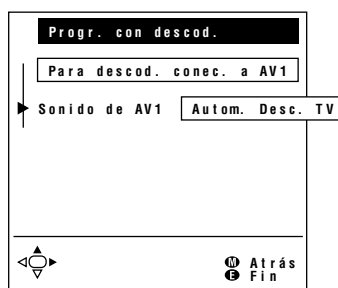 Progr. con descod.
Para descod. conec. a AV1
Sonido de AV1 Autom. Desc. TV
M Atrás
E Fin